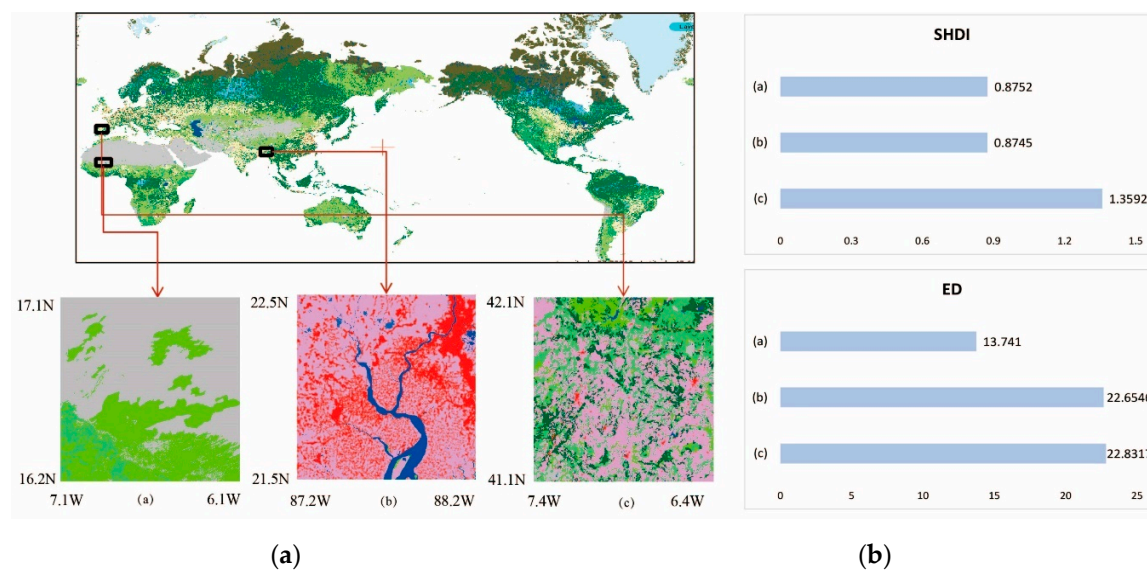 SHDI
(a)
0.8752
(b)
0.8745
(c)
1.3592
0 0.3 0.6 0.9 1.2 1.5
ED
(a)
13.741
(b)
22.6540
(c)
22.8317
0 5 10 15 20 25
17.1N
16.2N
7.1W (a) 6.1W
22.5N
21.5N
87.2W (b) 88.2W
42.1N
41.1N
7.4W (c) 6.4W
(a) (b)